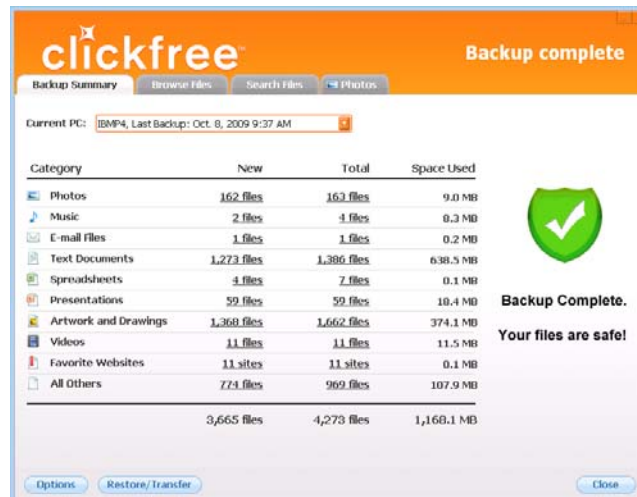 clickfree
Backup complete
Backup Summary Browse Files Search Files Photos
Current PC: IBMP4, Last Backup: Oct. 8, 2009 9:37 AM
Category New Total Space Used
Photos 162 files 163 files 9.0 MB
Music 2 files 4 files 8.3 MB
E-mail Files 1 files 1 files 0.2 MB
Text Documents 1,273 files 1,386 files 638.5 MB
Spreadsheets 4 files 7 files 0.1 MB
Presentations 59 files 59 files 18.4 MB
Artwork and Drawings 1,368 files 1,662 files 374.1 MB
Videos 11 files 11 files 11.5 MB
Favorite Websites 11 sites 11 sites 0.1 MB
All Others 774 files 969 files 107.9 MB
3,665 files 4,273 files 1,168.1 MB
Backup Complete.
Your files are safe!
Options Restore/Transfer Close